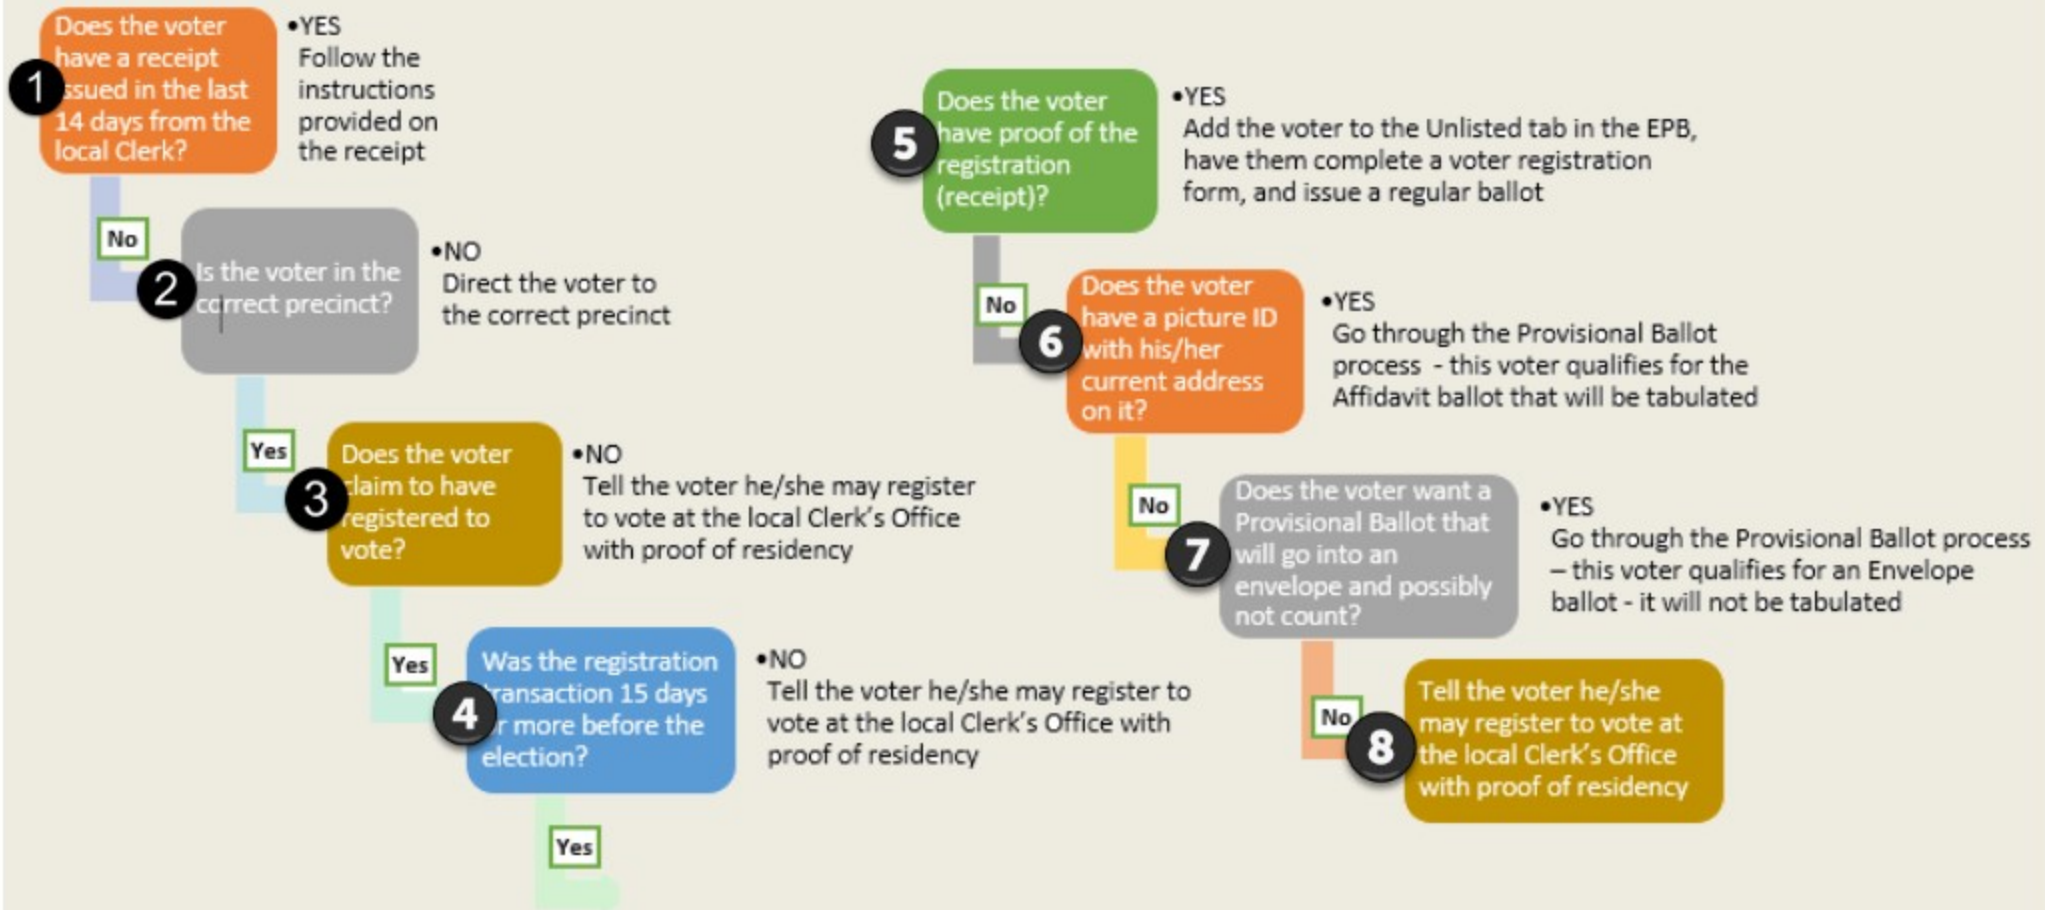 1
Does the voter
have a receipt
issued in the last
14 days from the
local Clerk?
•YES
Follow the
instructions
provided on
the receipt
No
2
Is the voter in the
correct precinct?
•NO
Direct the voter to
the correct precinct
Yes
3
Does the voter
claim to have
registered to
vote?
•NO
Tell the voter he/she may register
to vote at the local Clerk's Office
with proof of residency
Yes
4
Was the registration
transaction 15 days
or more before the
election?
•NO
Tell the voter he/she may register to
vote at the local Clerk's Office with
proof of residency
Yes
5
Does the voter
have proof of the
registration
(receipt)?
•YES
Add the voter to the Unlisted tab in the EPB,
have them complete a voter registration
form, and issue a regular ballot
No
6
Does the voter
have a picture ID
with his/her
current address
on it?
•YES
Go through the Provisional Ballot
process - this voter qualifies for the
Affidavit ballot that will be tabulated
No
7
Does the voter want a
Provisional Ballot that
will go into an
envelope and possibly
not count?
•YES
Go through the Provisional Ballot process
– this voter qualifies for an Envelope
ballot - it will not be tabulated
No
8
Tell the voter he/she
may register to vote at
the local Clerk's Office
with proof of residency